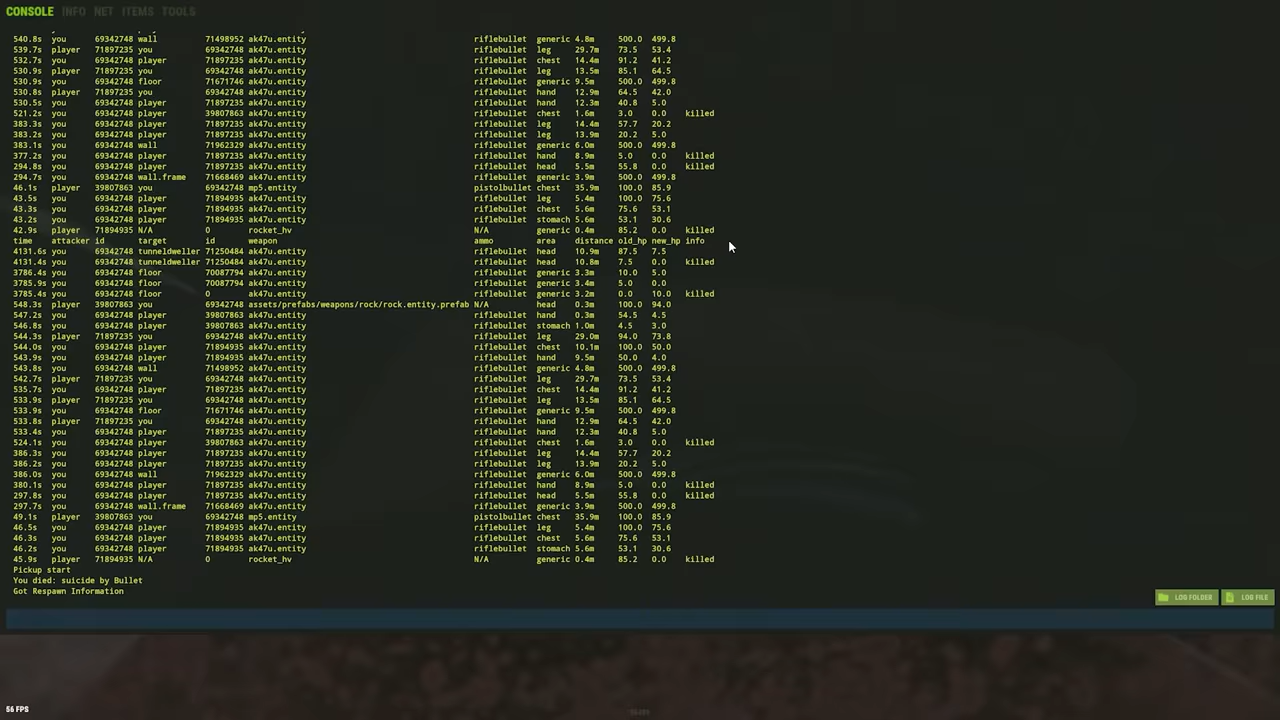 CONSOLE INFO NET ITEMS TOOLS
540.8s you 69342748 wall 71498952 ak47u.entity riflebullet generic 4.8m 500.0 499.8
539.7s player 71897235 you 69342748 ak47u.entity riflebullet leg 29.7m 73.5 53.4
532.7s you 69342748 player 71897235 ak47u.entity riflebullet chest 14.4m 91.2 41.2
530.9s player 71897235 you 69342748 ak47u.entity riflebullet leg 13.5m 85.1 64.5
530.9s you 69342748 floor 71671746 ak47u.entity riflebullet generic 9.5m 500.0 499.8
530.8s player 71897235 you 69342748 ak47u.entity riflebullet hand 12.9m 64.5 42.0
530.5s you 69342748 player 71897235 ak47u.entity riflebullet hand 12.3m 40.8 5.0
521.2s you 69342748 player 39807863 ak47u.entity riflebullet chest 1.6m 3.0 0.0 killed
383.3s you 69342748 player 71897235 ak47u.entity riflebullet leg 14.4m 57.7 20.2
383.2s you 69342748 player 71897235 ak47u.entity riflebullet leg 13.9m 20.2 5.0
383.1s you 69342748 wall 71962329 ak47u.entity riflebullet generic 6.0m 500.0 499.8
377.2s you 69342748 player 71897235 ak47u.entity riflebullet hand 8.9m 5.0 0.0 killed
294.8s you 69342748 player 71897235 ak47u.entity riflebullet head 5.5m 55.8 0.0 killed
294.7s you 69342748 wall.frame 71668469 ak47u.entity riflebullet generic 3.9m 500.0 499.8
46.1s player 39807863 you 69342748 mp5.entity pistolbullet chest 35.9m 100.0 85.9
43.5s you 69342748 player 71894935 ak47u.entity riflebullet leg 5.4m 100.0 75.6
43.3s you 69342748 player 71894935 ak47u.entity riflebullet chest 5.6m 75.6 53.1
43.2s you 69342748 player 71894935 ak47u.entity riflebullet stomach 5.6m 53.1 30.6
42.9s player 71894935 N/A 0 rocket_hv N/A generic 0.4m 85.2 0.0 killed
time attacker id target id weapon ammo area distance old_hp new_hp info
4131.6s you 69342748 tunneldweller 71250484 ak47u.entity riflebullet head 10.9m 87.5 7.5
4131.4s you 69342748 tunneldweller 71250484 ak47u.entity riflebullet head 10.8m 7.5 0.0 killed
3786.4s you 69342748 floor 70087794 ak47u.entity riflebullet generic 3.3m 10.0 5.0
3785.9s you 69342748 floor 70087794 ak47u.entity riflebullet generic 3.4m 5.0 0.0
3785.4s you 69342748 floor 0 ak47u.entity riflebullet generic 3.2m 0.0 10.0 killed
548.3s player 39807863 you 69342748 assets/prefabs/weapons/rock/rock.entity.prefab N/A head 0.3m 100.0 94.0
547.2s you 69342748 player 39807863 ak47u.entity riflebullet hand 0.3m 54.5 4.5
546.8s you 69342748 player 39807863 ak47u.entity riflebullet stomach 1.0m 4.5 3.0
544.3s player 71897235 you 69342748 ak47u.entity riflebullet leg 29.0m 94.0 73.8
544.0s you 69342748 player 71894935 ak47u.entity riflebullet chest 10.1m 100.0 50.0
543.9s you 69342748 player 71894935 ak47u.entity riflebullet hand 9.5m 50.0 4.0
543.8s you 69342748 wall 71498952 ak47u.entity riflebullet generic 4.8m 500.0 499.8
542.7s player 71897235 you 69342748 ak47u.entity riflebullet leg 29.7m 73.5 53.4
535.7s you 69342748 player 71897235 ak47u.entity riflebullet chest 14.4m 91.2 41.2
533.9s player 71897235 you 69342748 ak47u.entity riflebullet leg 13.5m 85.1 64.5
533.9s you 69342748 floor 71671746 ak47u.entity riflebullet generic 9.5m 500.0 499.8
533.8s player 71897235 you 69342748 ak47u.entity riflebullet hand 12.9m 64.5 42.0
533.4s you 69342748 player 71897235 ak47u.entity riflebullet hand 12.3m 40.8 5.0
524.1s you 69342748 player 39807863 ak47u.entity riflebullet chest 1.6m 3.0 0.0 killed
386.3s you 69342748 player 71897235 ak47u.entity riflebullet leg 14.4m 57.7 20.2
386.2s you 69342748 player 71897235 ak47u.entity riflebullet leg 13.9m 20.2 5.0
386.0s you 69342748 wall 71962329 ak47u.entity riflebullet generic 6.0m 500.0 499.8
380.1s you 69342748 player 71897235 ak47u.entity riflebullet hand 8.9m 5.0 0.0 killed
297.8s you 69342748 player 71897235 ak47u.entity riflebullet head 5.5m 55.8 0.0 killed
297.7s you 69342748 wall.frame 71668469 ak47u.entity riflebullet generic 3.9m 500.0 499.8
49.1s player 39807863 you 69342748 mp5.entity pistolbullet chest 35.9m 100.0 85.9
46.5s you 69342748 player 71894935 ak47u.entity riflebullet leg 5.4m 100.0 75.6
46.3s you 69342748 player 71894935 ak47u.entity riflebullet chest 5.6m 75.6 53.1
46.2s you 69342748 player 71894935 ak47u.entity riflebullet stomach 5.6m 53.1 30.6
45.9s player 71894935 N/A 0 rocket_hv N/A generic 0.4m 85.2 0.0 killed
Pickup start
You died: suicide by Bullet
Got Respawn Information
LOG FOLDER LOG FILE
56 FPS